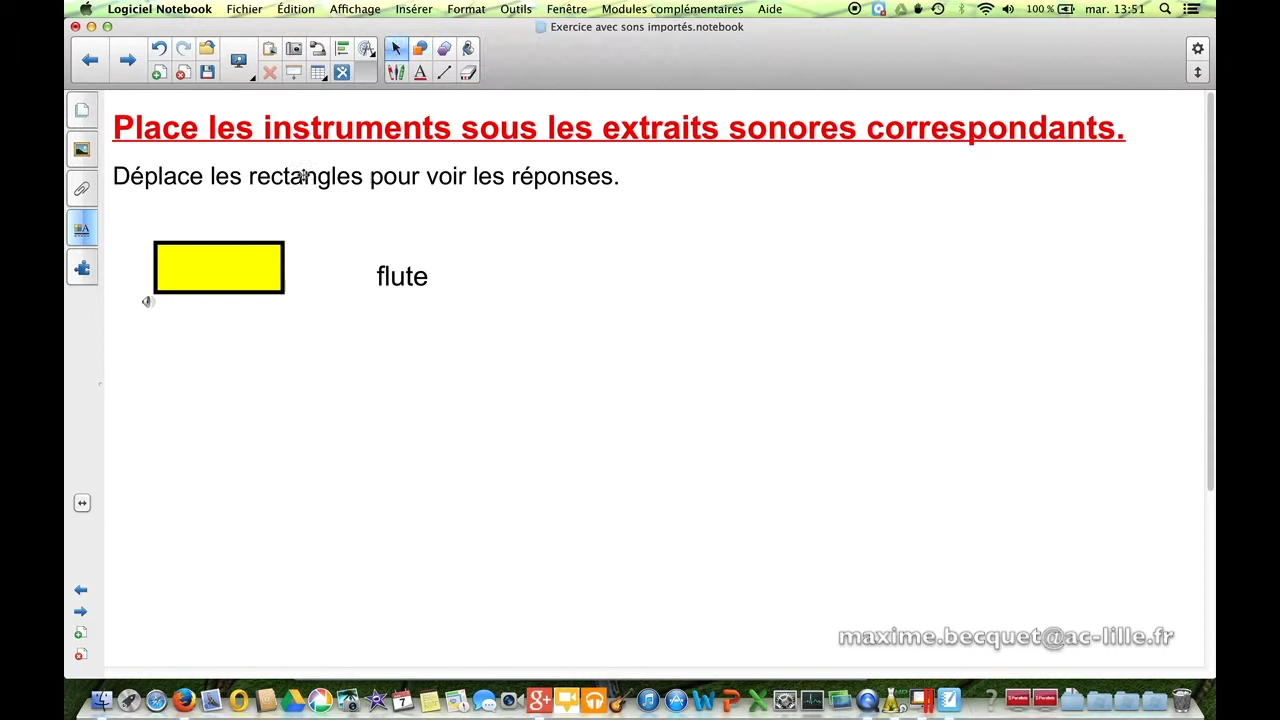 Logiciel Notebook Fichier Édition Affichage Insérer Format Outils Fenêtre Modules complémentaires Aide 100 % mar. 13:51
Exercice avec sons importés.notebook
Place les instruments sous les extraits sonores correspondants.
Déplace les rectangles pour voir les réponses.
flute
maxime.becquet@ac-lille.fr